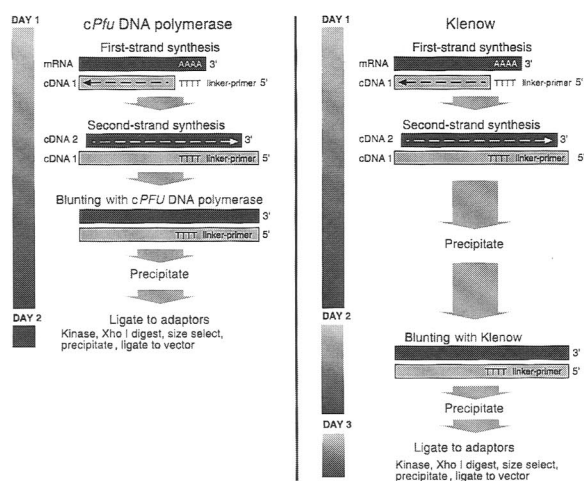 DAY 1
cPfu DNA polymerase
First-strand synthesis
mRNA AAAA 3'
cDNA 1 TTTT linker-primer 5'
Second-strand synthesis
cDNA 2 3'
cDNA 1 TTTT linker-primer 5'
Blunting with cPFU DNA polymerase
3'
TTTT linker-primer 5'
Precipitate
DAY 2
Ligate to adaptors
Kinase, Xho I digest, size select,
precipitate, ligate to vector
DAY 1
Klenow
First-strand synthesis
mRNA AAAA 3'
cDNA 1 TTTT linker-primer 5'
Second-strand synthesis
cDNA 2 3'
cDNA 1 TTTT linker-primer 5'
Precipitate
DAY 2
Blunting with Klenow
3'
TTTT linker-primer 5'
Precipitate
DAY 3
Ligate to adaptors
Kinase, Xho I digest, size select,
precipitate, ligate to vector